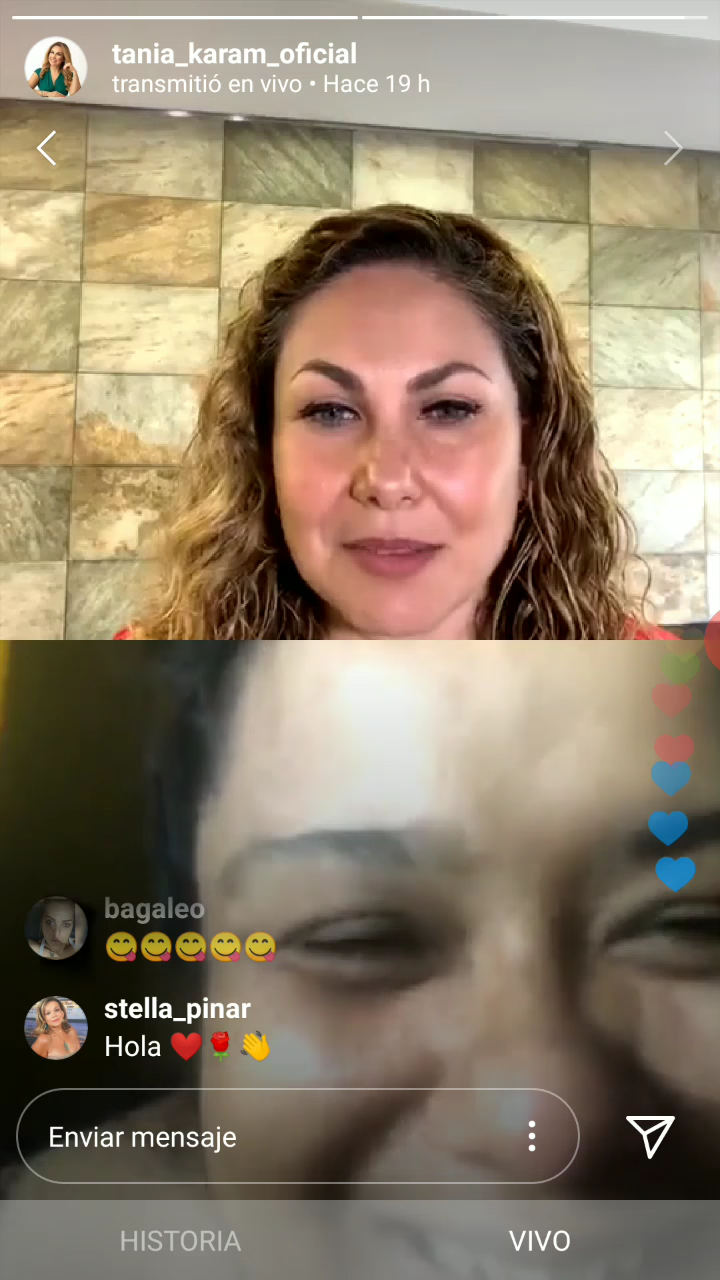 tania_karam_oficial
transmitió en vivo • Hace 19 h
bagaleo
😋😋😋😋😋
stella_pinar
Hola ❤️🌹👋
Enviar mensaje
HISTORIA
VIVO